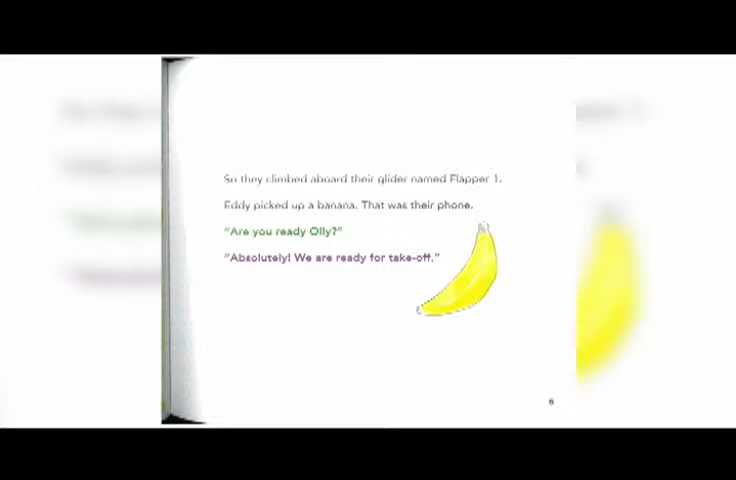 So they climbed aboard their glider named Flapper 1.
Eddy picked up a banana. That was their phone.
"Are you ready Olly?"
"Absolutely! We are ready for take-off."
6